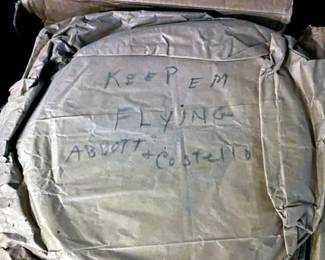 KEEP EM
FLYING
ABBOTT + Costello